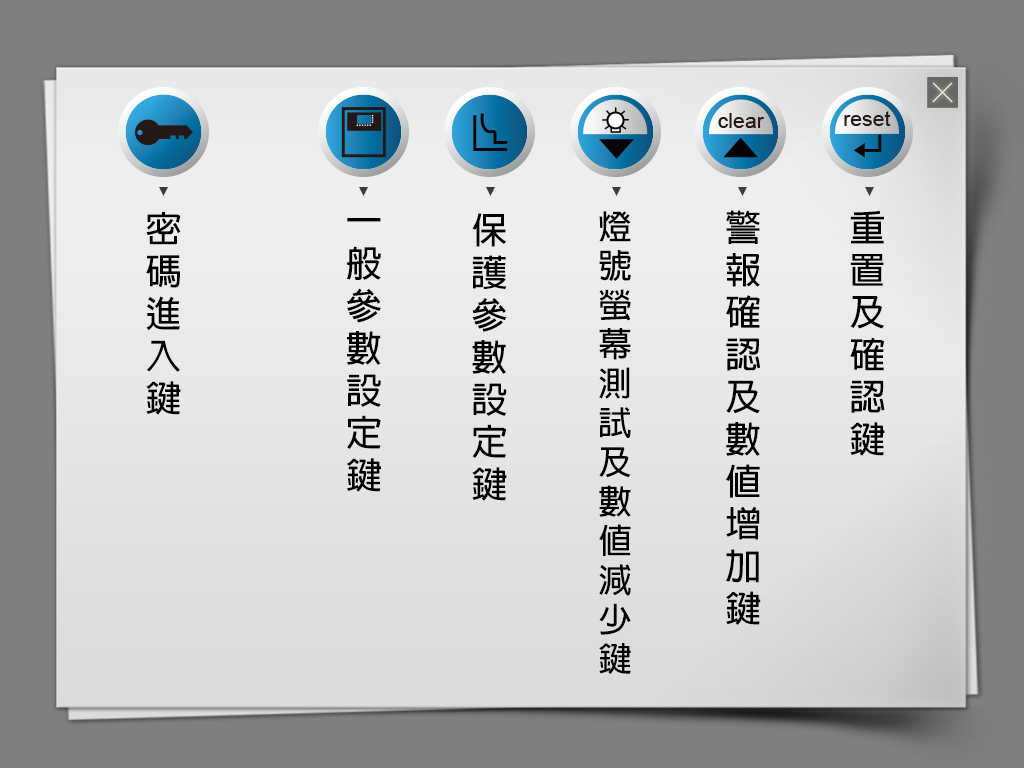 clear
reset
密碼進入鍵
一般參數設定鍵
保護參數設定鍵
燈號螢幕測試及數值減少鍵
警報確認及數值增加鍵
重置及確認鍵